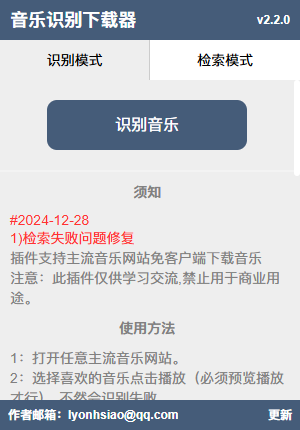 音乐识别下载器
v2.2.0
识别模式
检索模式
识别音乐
须知
#2024-12-28
1)检索失败问题修复
插件支持主流音乐网站免客户端下载音乐
注意：此插件仅供学习交流,禁止用于商业用
途。
使用方法
1：打开任意主流音乐网站。
2：选择喜欢的音乐点击播放（必须预览播放
才行），不然会识别失败
作者邮箱：lyonhsiao@qq.com
更新